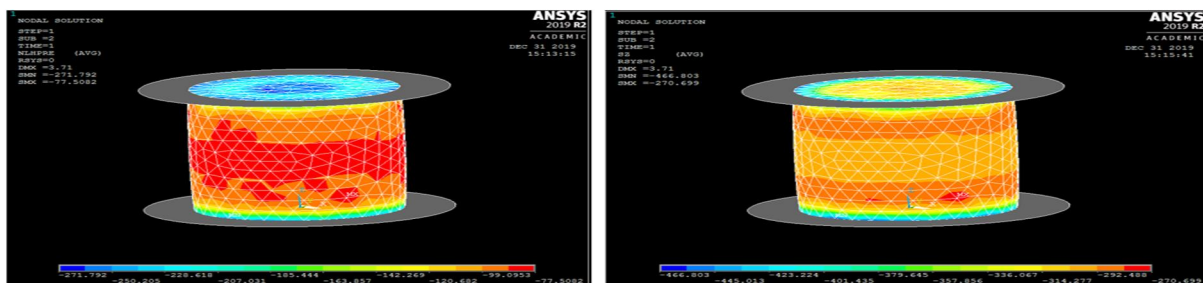 1
NODAL SOLUTION
STEP=1
SUB =2
TIME=1
NLHPRE (AVG)
RSYS=0
DMX =3.71
SMN =-271.792
SMX =-77.5082
ANSYS
2019 R2
ACADEMIC
DEC 31 2019
15:13:15
MX
-271.792 -228.618 -185.444 -142.269 -99.0953
-250.205 -207.031 -163.857 -120.682 -77.5082
1
NODAL SOLUTION
STEP=1
SUB =2
TIME=1
SZ (AVG)
RSYS=0
DMX =3.71
SMN =-466.803
SMX =-270.699
ANSYS
2019 R2
ACADEMIC
DEC 31 2019
15:15:41
MX
-466.803 -423.224 -379.645 -336.067 -292.488
-445.013 -401.435 -357.856 -314.277 -270.699